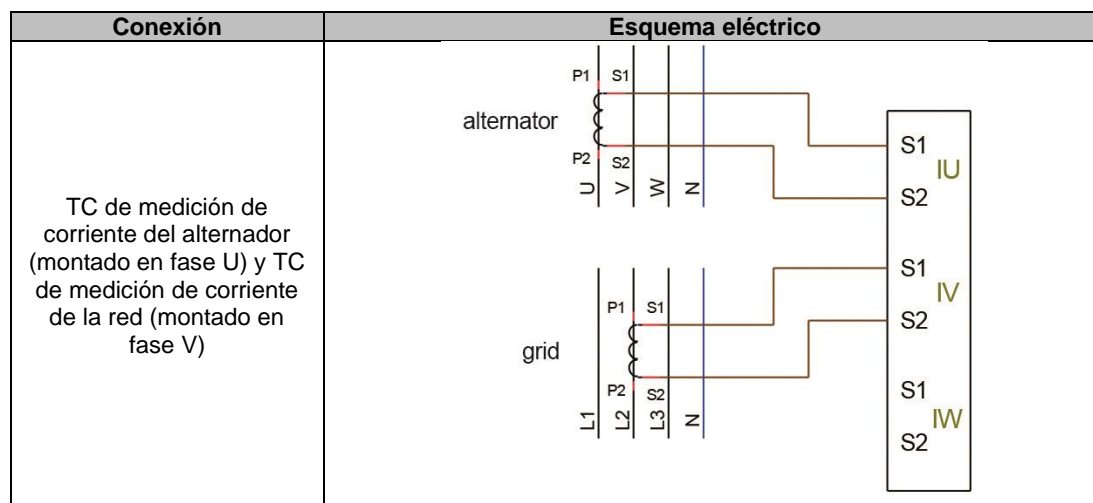 Conexión
Esquema eléctrico
TC de medición de
corriente del alternador
(montado en fase U) y TC
de medición de corriente
de la red (montado en
fase V)
P1 S1
alternator
P2 S2
U V W N
S1
IU
S2
P1 S1
grid
P2 S2
L1 L2 L3 N
S1
IV
S2
S1
IW
S2